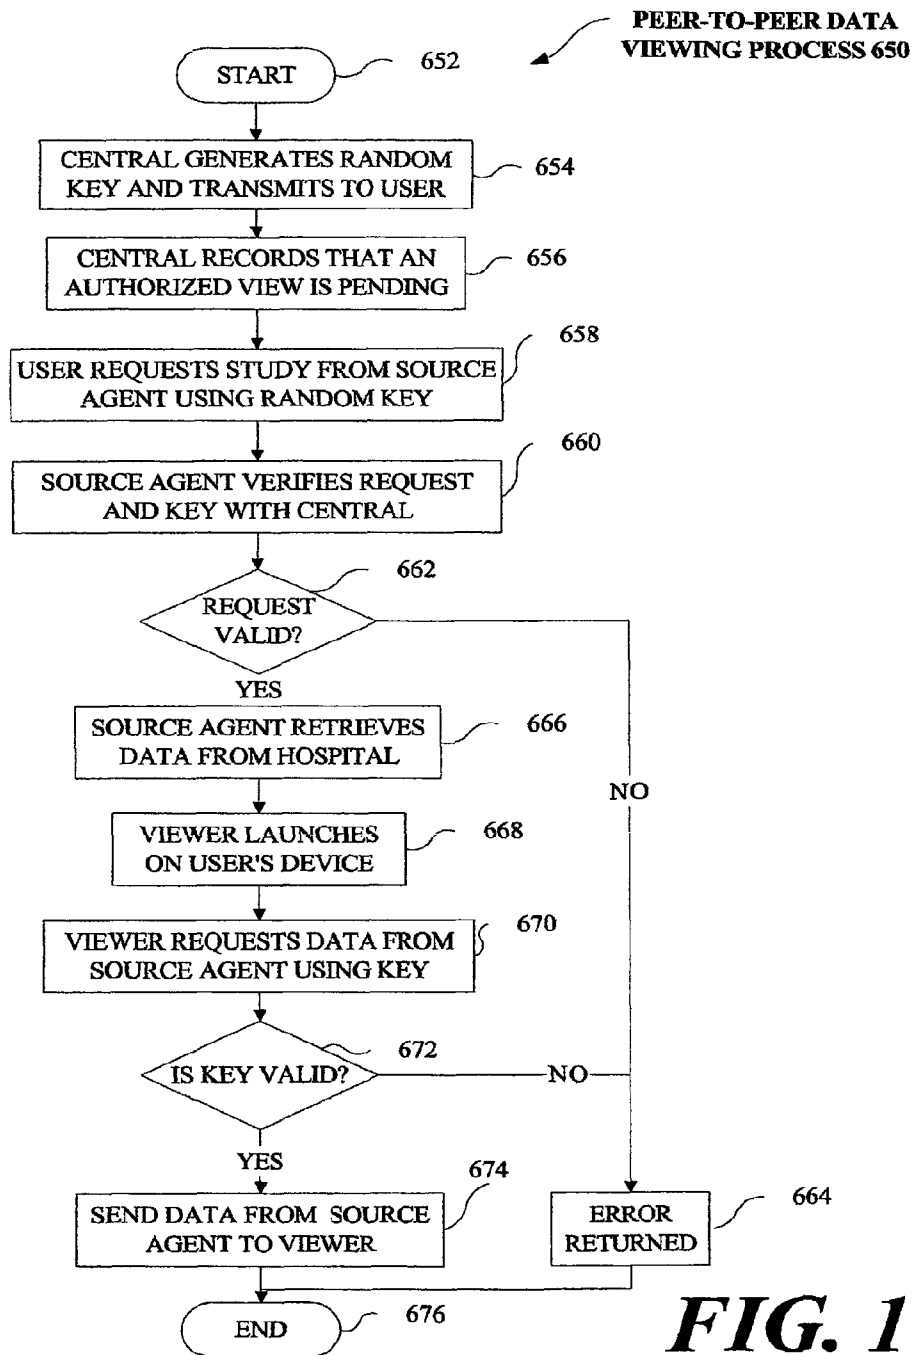 PEER-TO-PEER DATA
VIEWING PROCESS 650
START
652
CENTRAL GENERATES RANDOM
KEY AND TRANSMITS TO USER
654
CENTRAL RECORDS THAT AN
AUTHORIZED VIEW IS PENDING
656
USER REQUESTS STUDY FROM SOURCE
AGENT USING RANDOM KEY
658
SOURCE AGENT VERIFIES REQUEST
AND KEY WITH CENTRAL
660
REQUEST
VALID?
662
YES
NO
SOURCE AGENT RETRIEVES
DATA FROM HOSPITAL
666
VIEWER LAUNCHES
ON USER'S DEVICE
668
VIEWER REQUESTS DATA FROM
SOURCE AGENT USING KEY
670
IS KEY VALID?
672
NO
YES
SEND DATA FROM SOURCE
AGENT TO VIEWER
674
ERROR
RETURNED
664
END
676
FIG. 1